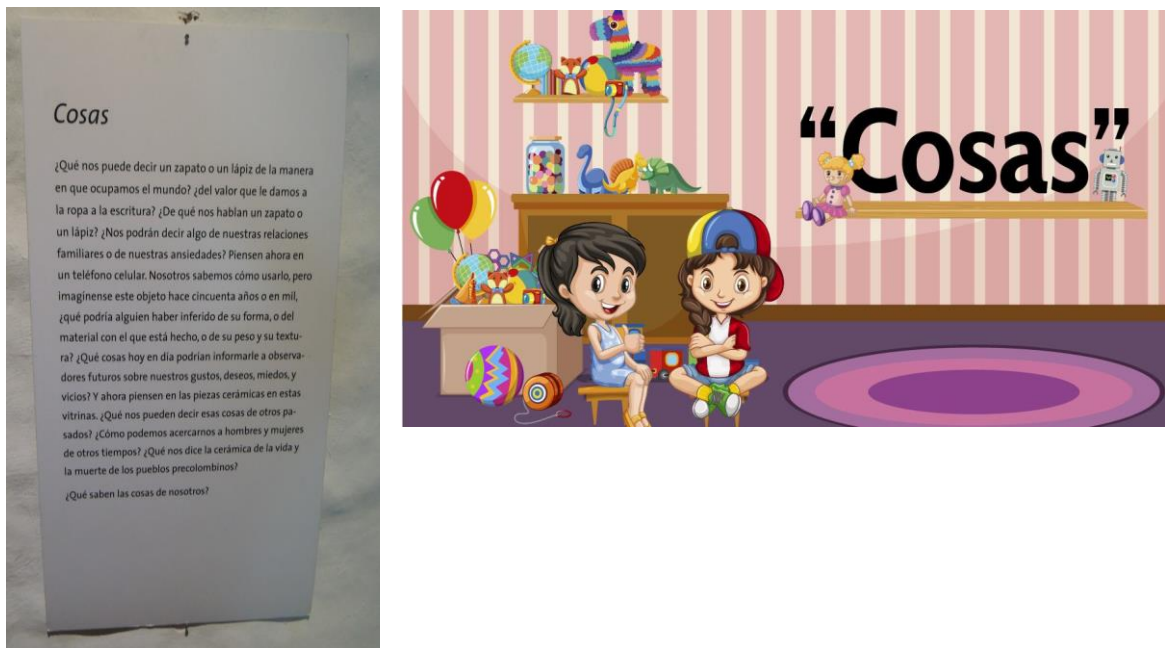 Cosas
¿Qué nos puede decir un zapato o un lápiz de la manera
en que ocupamos el mundo? ¿del valor que le damos a
la ropa a la escritura? ¿De qué nos hablan un zapato o
un lápiz? ¿Nos podrán decir algo de nuestras relaciones
familiares o de nuestras ansiedades? Piensen ahora en
un teléfono celular. Nosotros sabemos cómo usarlo, pero
imagínense este objeto hace cincuenta años o en mil,
¿qué podría alguien haber inferido de su forma, o del
material con el que está hecho, o de su peso y su textu-
ra? ¿Qué cosas hoy en día podrían informarle a observa-
dores futuros sobre nuestros gustos, deseos, miedos, y
vicios? Y ahora piensen en las piezas cerámicas en estas
vitrinas. ¿Qué nos pueden decir esas cosas de otros pa-
sados? ¿Cómo podemos acercarnos a hombres y mujeres
de otros tiempos? ¿Qué nos dice la cerámica de la vida y
la muerte de los pueblos precolombinos?
¿Qué saben las cosas de nosotros?
“Cosas”